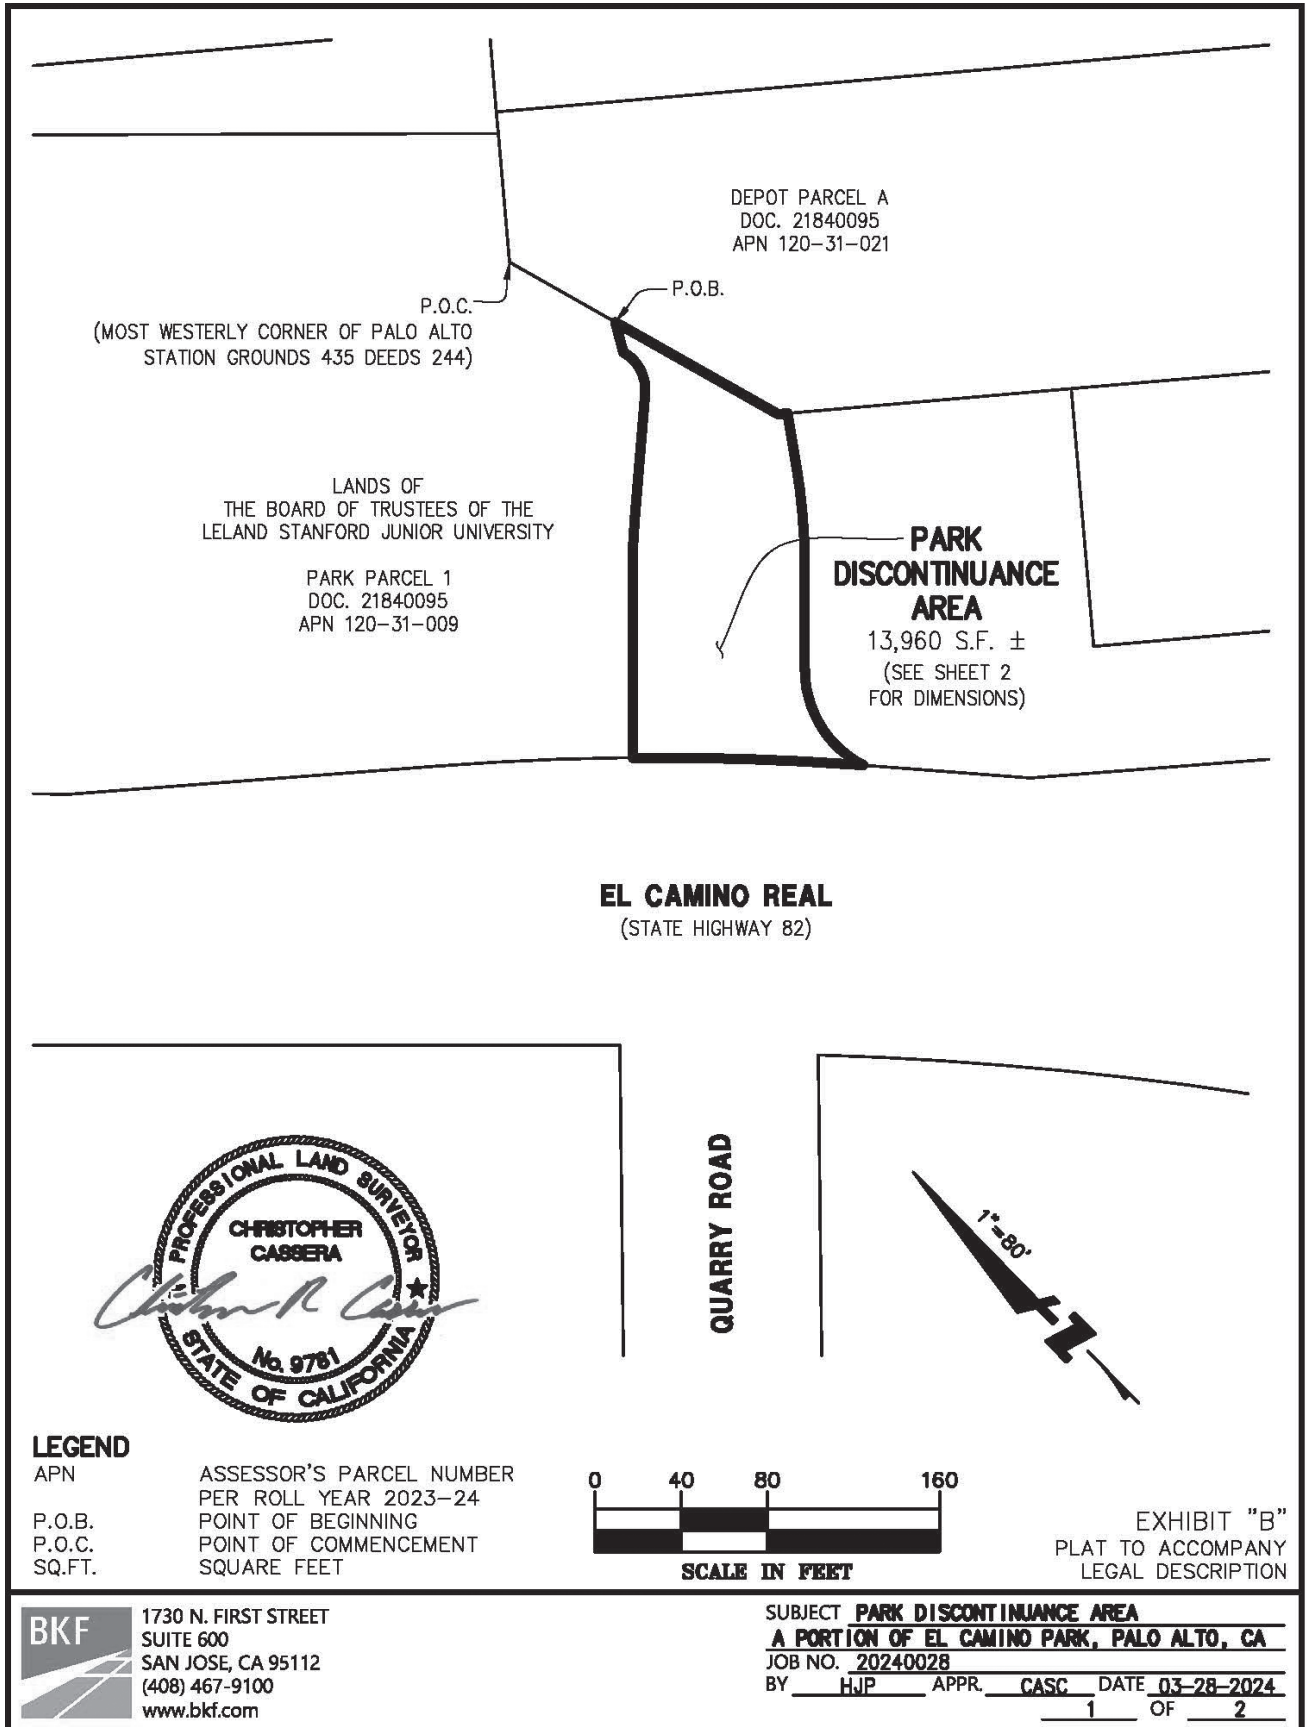 DEPOT PARCEL A
DOC. 21840095
APN 120-31-021
P.O.B.
P.O.C.
(MOST WESTERLY CORNER OF PALO ALTO
STATION GROUNDS 435 DEEDS 244)
LANDS OF
THE BOARD OF TRUSTEES OF THE
LELAND STANFORD JUNIOR UNIVERSITY
PARK PARCEL 1
DOC. 21840095
APN 120-31-009
PARK
DISCONTINUANCE
AREA
13,960 S.F. ±
(SEE SHEET 2
FOR DIMENSIONS)
EL CAMINO REAL
(STATE HIGHWAY 82)
QUARRY ROAD
1"=80'
N
PROFESSIONAL LAND SURVEYOR
CHRISTOPHER
CASSERA
No. 9781
STATE OF CALIFORNIA
LEGEND
APN ASSESSOR'S PARCEL NUMBER
PER ROLL YEAR 2023-24
P.O.B. POINT OF BEGINNING
P.O.C. POINT OF COMMENCEMENT
SQ.FT. SQUARE FEET
0 40 80 160
SCALE IN FEET
EXHIBIT "B"
PLAT TO ACCOMPANY
LEGAL DESCRIPTION
BKF
1730 N. FIRST STREET
SUITE 600
SAN JOSE, CA 95112
(408) 467-9100
www.bkf.com
SUBJECT PARK DISCONTINUANCE AREA
A PORTION OF EL CAMINO PARK, PALO ALTO, CA
JOB NO. 20240028
BY HJP APPR. CASC DATE 03-28-2024
1 OF 2